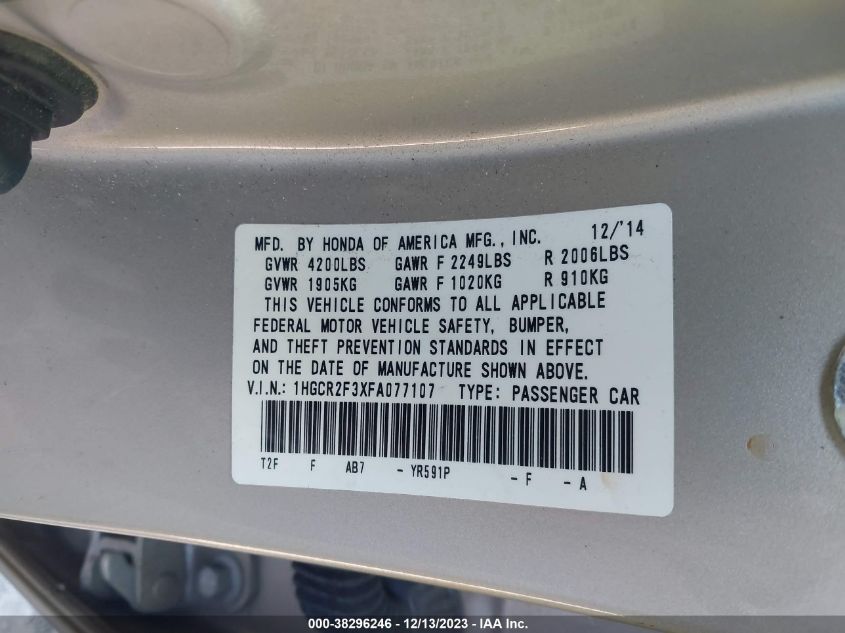 MFD. BY HONDA OF AMERICA MFG., INC. 12/'14
GVWR 4200LBS GAWR F 2249LBS R 2006LBS
GVWR 1905KG GAWR F 1020KG R 910KG
THIS VEHICLE CONFORMS TO ALL APPLICABLE
FEDERAL MOTOR VEHICLE SAFETY, BUMPER,
AND THEFT PREVENTION STANDARDS IN EFFECT
ON THE DATE OF MANUFACTURE SHOWN ABOVE.
V.I.N.: 1HGCR2F3XFA077107 TYPE: PASSENGER CAR
T2F F AB7 - YR591P - F - A
000-38296246 - 12/13/2023 - IAA Inc.